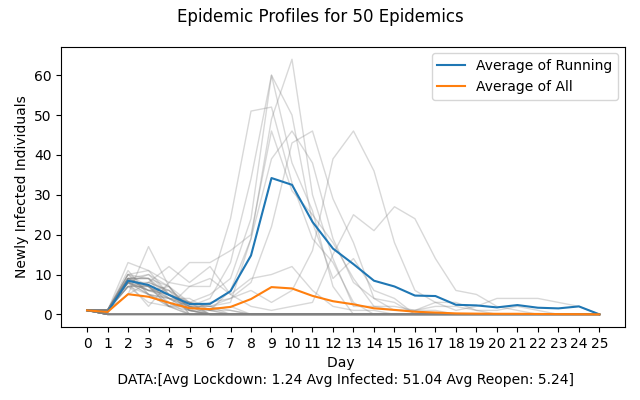 Epidemic Profiles for 50 Epidemics
Average of Running
Average of All
Newly Infected Individuals
60
50
40
30
20
10
0
0 1 2 3 4 5 6 7 8 9 10 11 12 13 14 15 16 17 18 19 20 21 22 23 24 25
Day
DATA:[Avg Lockdown: 1.24 Avg Infected: 51.04 Avg Reopen: 5.24]